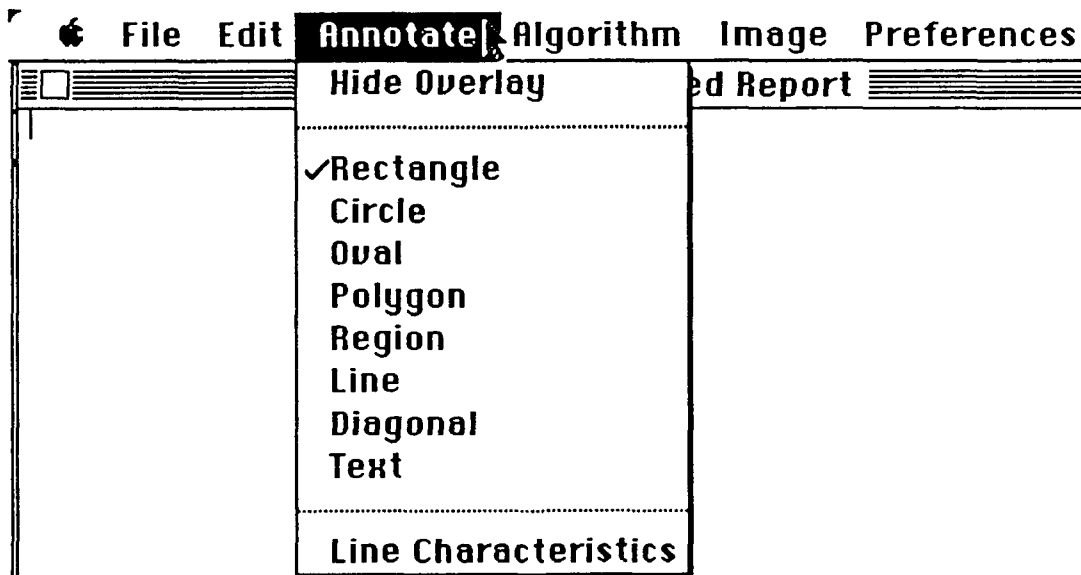 File Edit Annotate Algorithm Image Preferences
Hide Overlay
ed Report
✓Rectangle
Circle
Oval
Polygon
Region
Line
Diagonal
Text
Line Characteristics